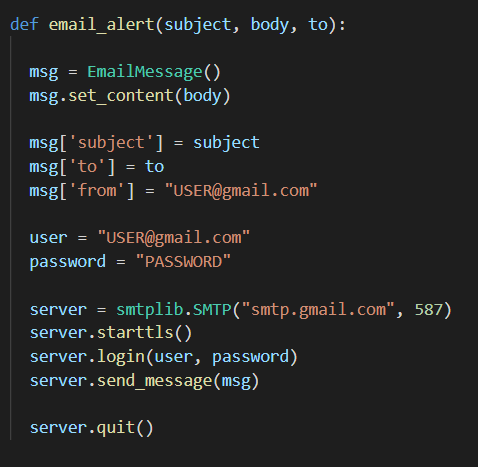 def email_alert(subject, body, to):
msg = EmailMessage()
msg.set_content(body)
msg['subject'] = subject
msg['to'] = to
msg['from'] = "USER@gmail.com"
user = "USER@gmail.com"
password = "PASSWORD"
server = smtplib.SMTP("smtp.gmail.com", 587)
server.starttls()
server.login(user, password)
server.send_message(msg)
server.quit()